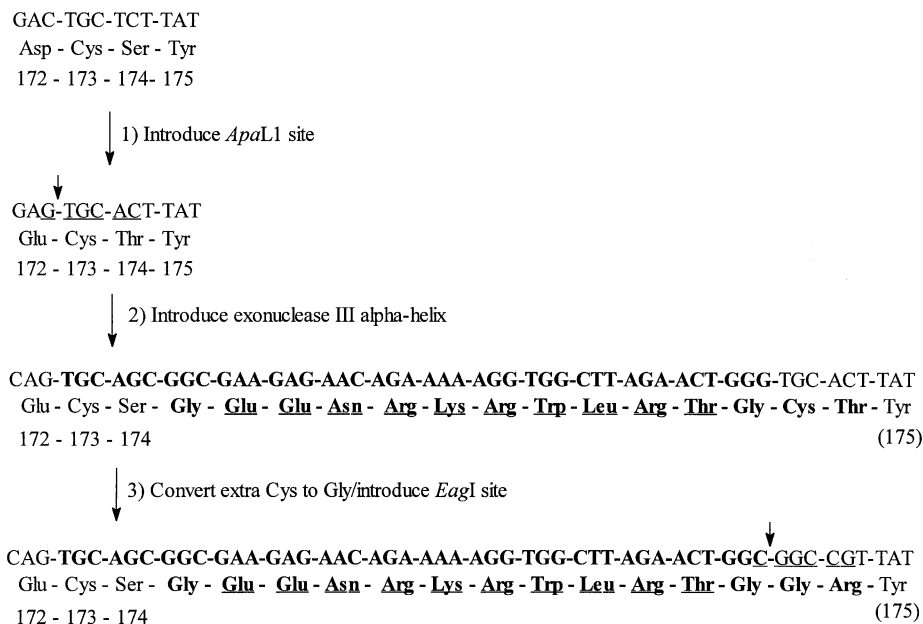 GAC-TGC-TCT-TAT
Asp - Cys - Ser - Tyr
172 - 173 - 174- 175
1) Introduce ApaL1 site
GAG-TGC-ACT-TAT
Glu - Cys - Thr - Tyr
172 - 173 - 174- 175
2) Introduce exonuclease III alpha-helix
CAG-TGC-AGC-GGC-GAA-GAG-AAC-AGA-AAA-AGG-TGG-CTT-AGA-ACT-GGG-TGC-ACT-TAT
Glu - Cys - Ser - Gly - Glu - Glu - Asn - Arg - Lys - Arg - Trp - Leu - Arg - Thr - Gly - Cys - Thr - Tyr
172 - 173 - 174 (175)
3) Convert extra Cys to Gly/introduce EagI site
CAG-TGC-AGC-GGC-GAA-GAG-AAC-AGA-AAA-AGG-TGG-CTT-AGA-ACT-GGC-GGC-CGT-TAT
Glu - Cys - Ser - Gly - Glu - Glu - Asn - Arg - Lys - Arg - Trp - Leu - Arg - Thr - Gly - Gly - Arg - Tyr
172 - 173 - 174 (175)